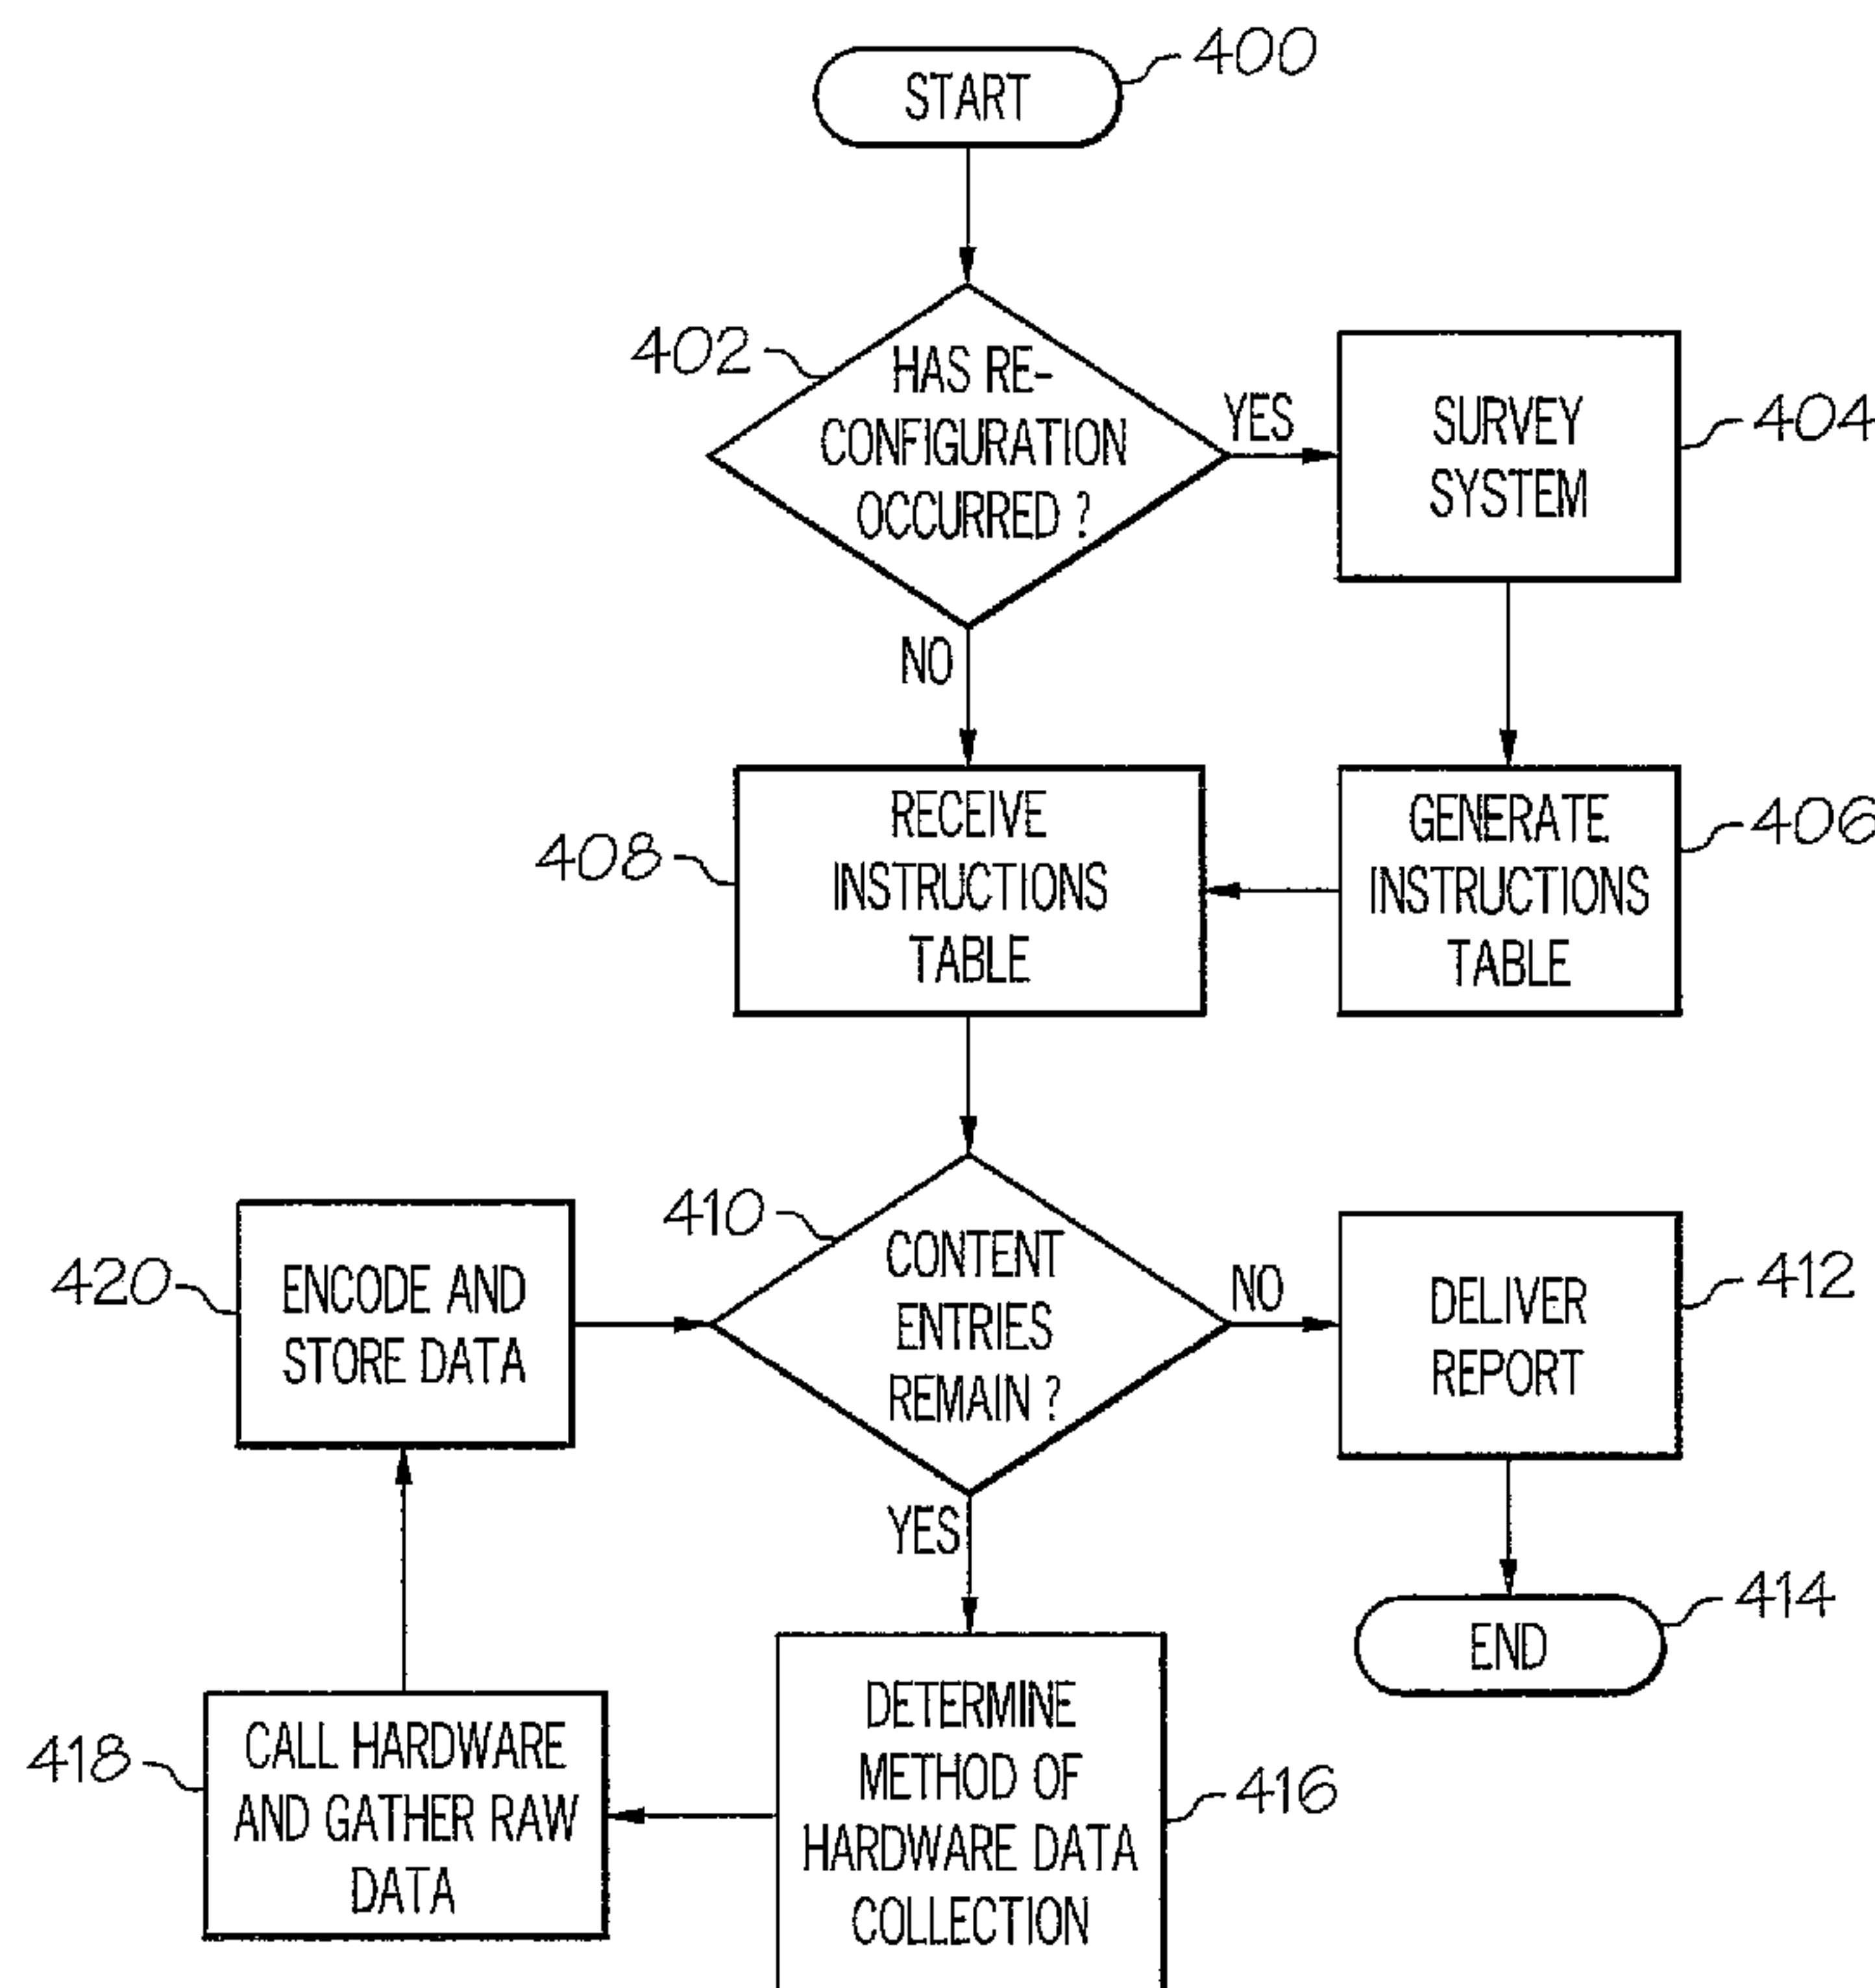 START
400
402
HAS RE-
CONFIGURATION
OCCURRED ?
YES
NO
SURVEY
SYSTEM
404
408
RECEIVE
INSTRUCTIONS
TABLE
GENERATE
INSTRUCTIONS
TABLE
406
420
ENCODE AND
STORE DATA
410
CONTENT
ENTRIES
REMAIN ?
NO
YES
DELIVER
REPORT
412
END
414
418
CALL HARDWARE
AND GATHER RAW
DATA
DETERMINE
METHOD OF
HARDWARE DATA
COLLECTION
416